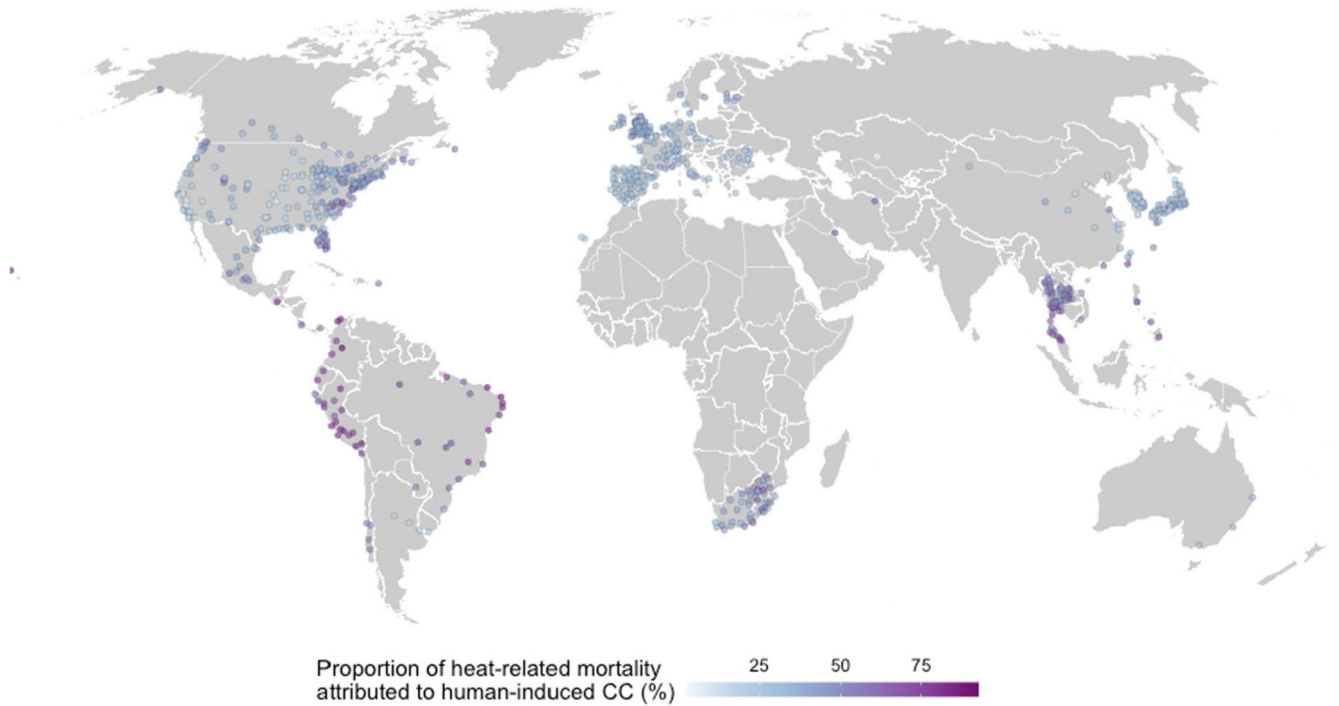 Proportion of heat-related mortality
attributed to human-induced CC (%)
25 50 75